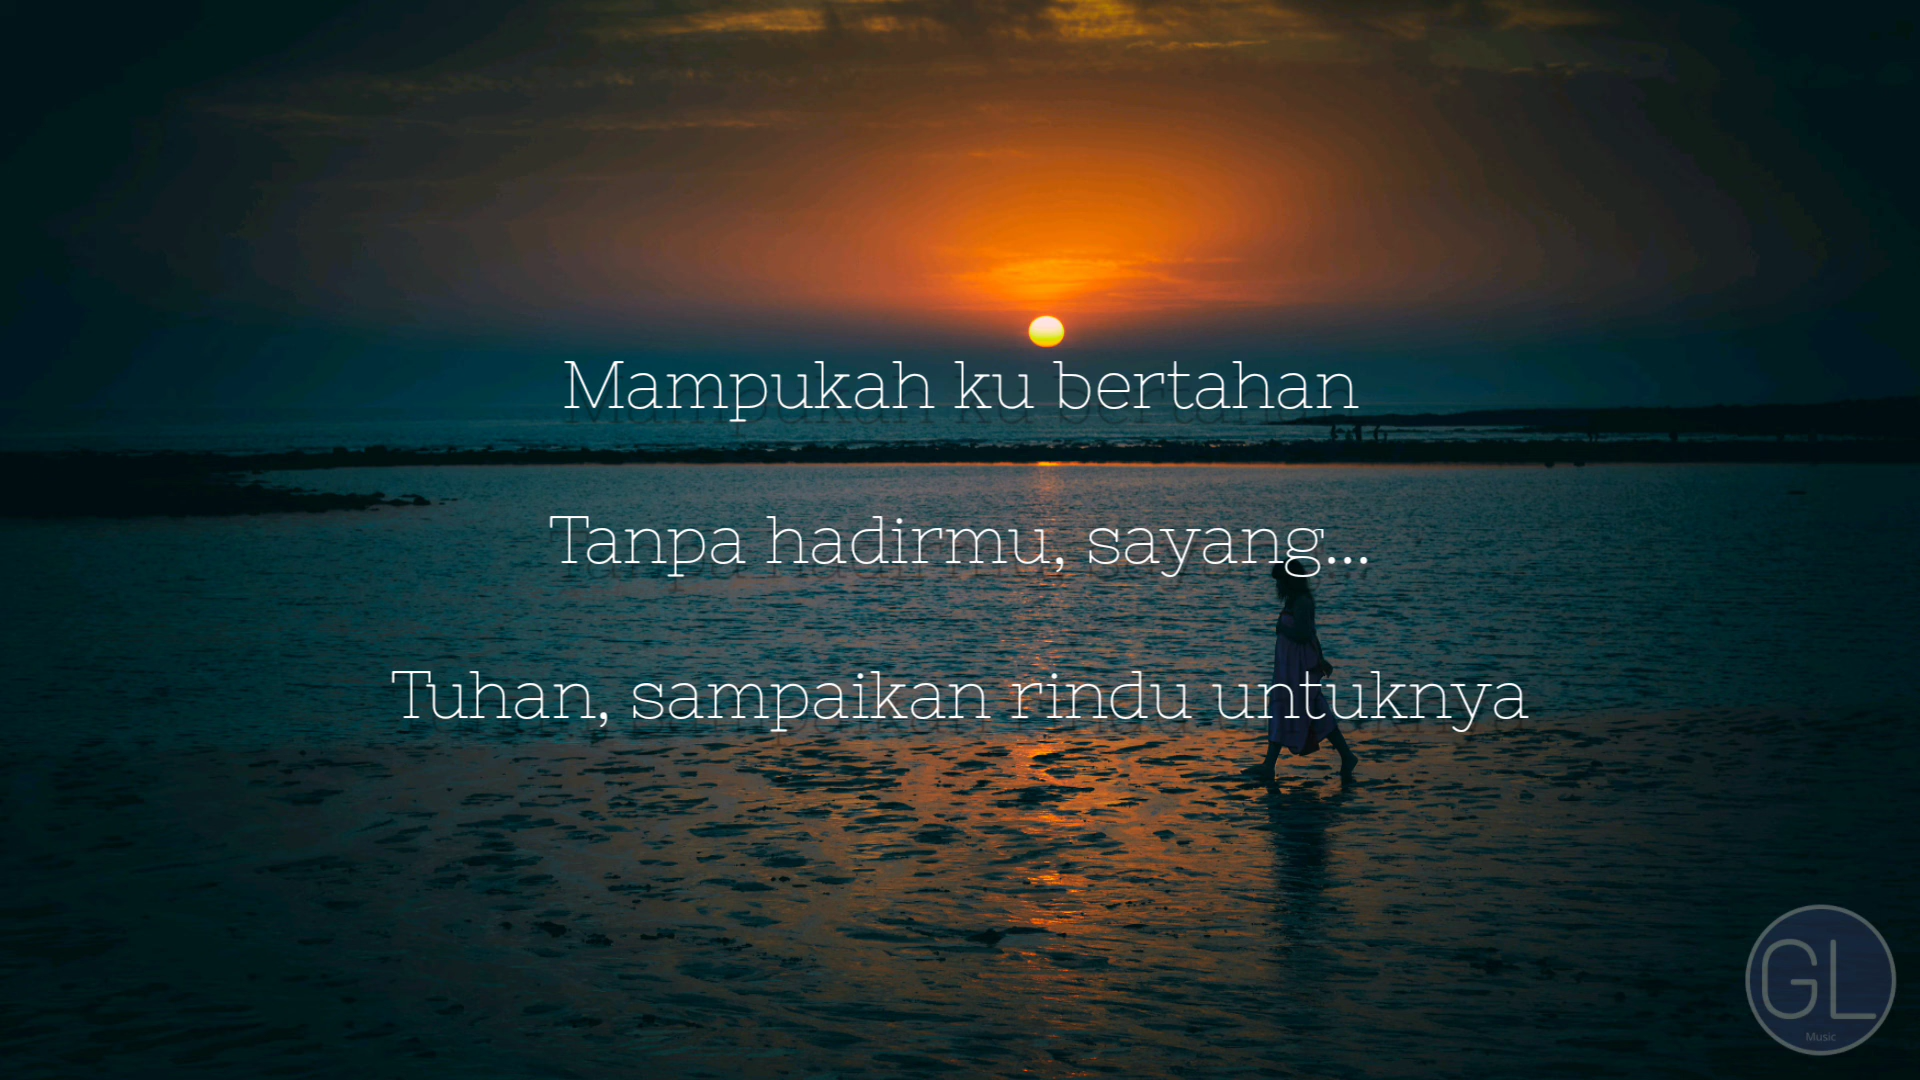 Mampukah ku bertahan
Tanpa hadirmu, sayang...
Tuhan, sampaikan rindu untuknya
GL
Music